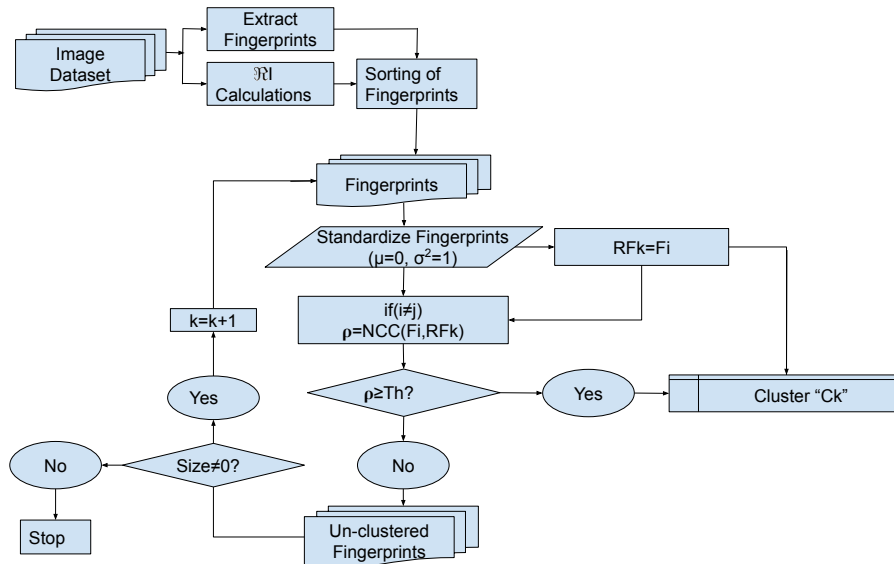 Image
Dataset
Extract
Fingerprints
ℜI
Calculations
Sorting of
Fingerprints
Fingerprints
Standardize Fingerprints
(μ=0, σ²=1)
RFk=Fi
if(i≠j)
ρ=NCC(Fi,RFk)
k=k+1
Yes
ρ≥Th?
Yes
Cluster “Ck”
No
Size≠0?
No
Un-clustered
Fingerprints
Stop